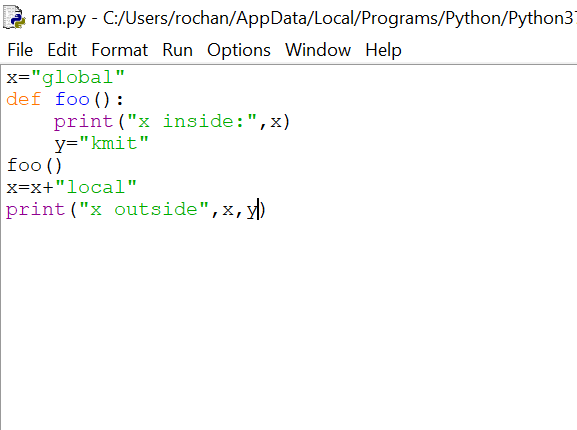 ram.py - C:/Users/rochan/AppData/Local/Programs/Python/Python37
File Edit Format Run Options Window Help
x="global"
def foo():
    print("x inside:",x)
    y="kmit"
foo()
x=x+"local"
print("x outside",x,y)